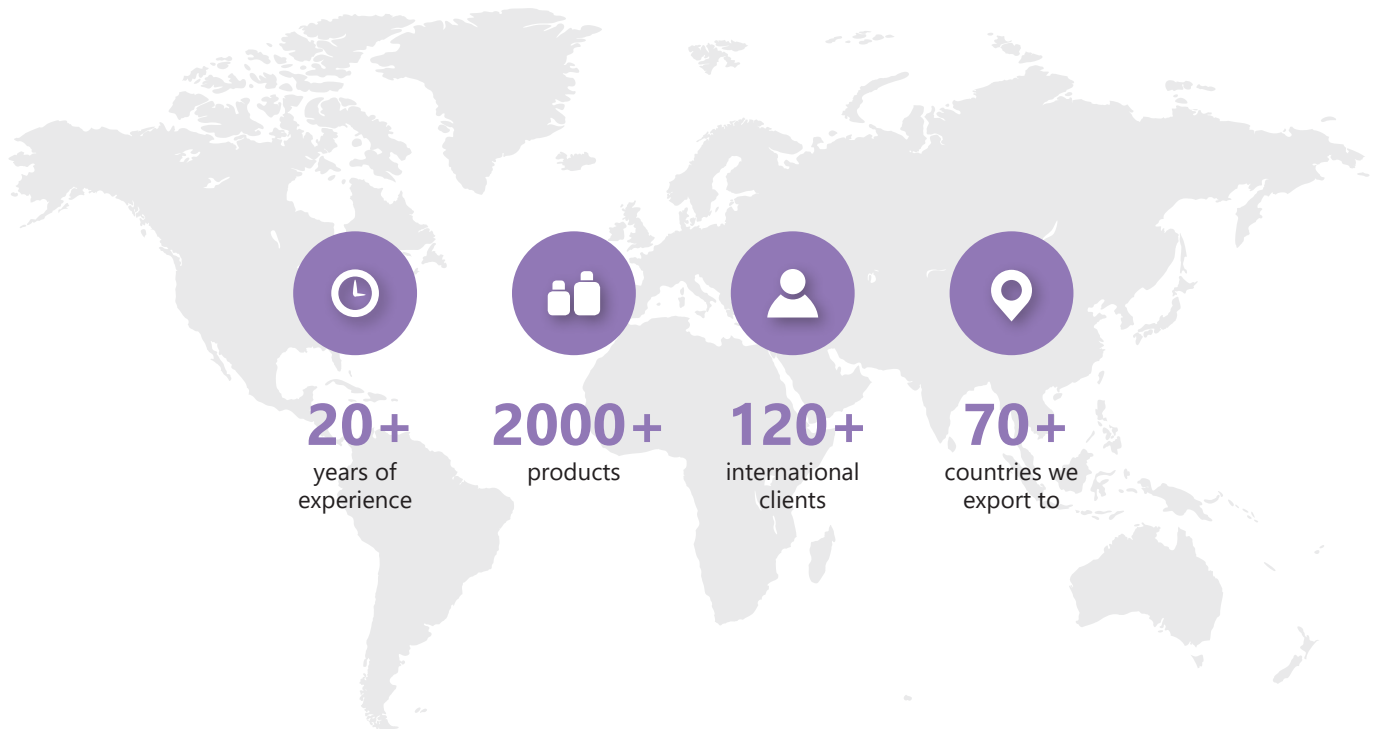 20+
years of
experience
2000+
products
120+
international
clients
70+
countries we
export to